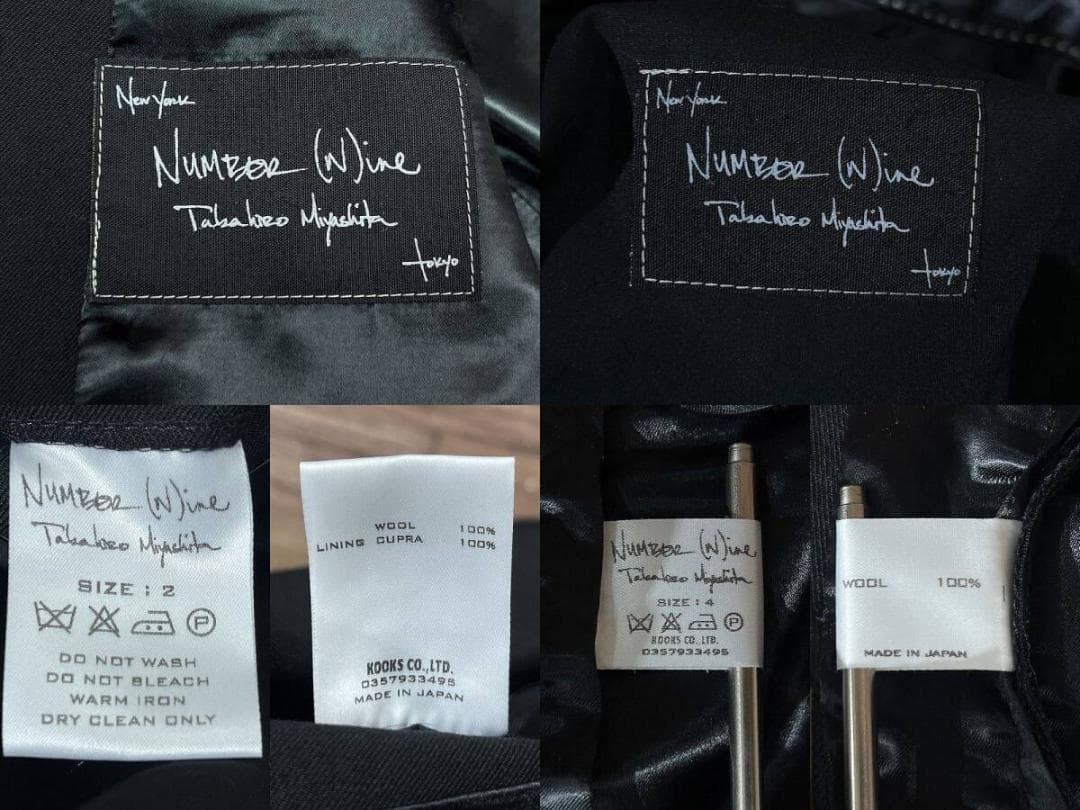 New York
NUMBER (N)ine
Takahiro Miyashita
tokyo
New York
NUMBER (N)ine
Takahiro Miyashita
tokyo
NUMBER (N)ine
Takahiro Miyashita
SIZE : 2
DO NOT WASH
DO NOT BLEACH
WARM IRON
DRY CLEAN ONLY
WOOL 100%
LINING CUPRA 100%
KOOKS CO.,LTD.
0357933495
MADE IN JAPAN
NUMBER (N)ine
Takahiro Miyashita
SIZE : 4
KOOKS CO.,LTD.
0357933495
WOOL 100%
MADE IN JAPAN